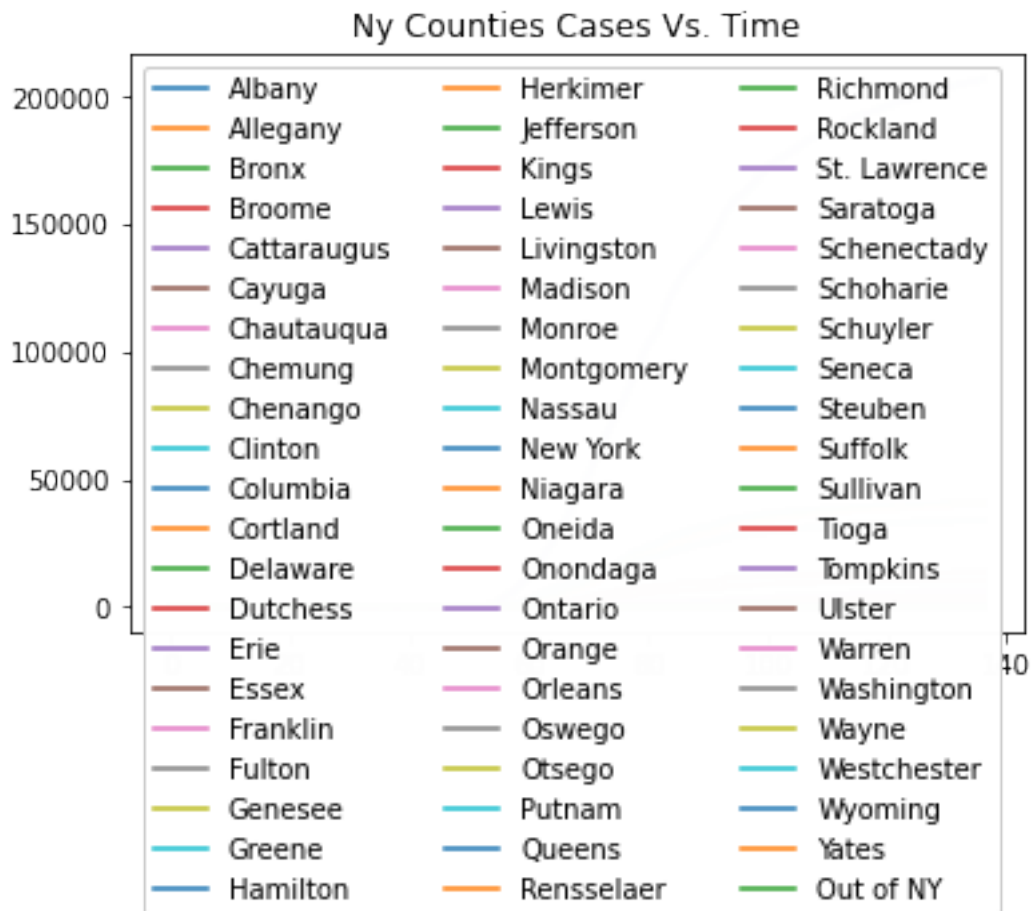 Ny Counties Cases Vs. Time
200000
150000
100000
50000
0
Albany
Allegany
Bronx
Broome
Cattaraugus
Cayuga
Chautauqua
Chemung
Chenango
Clinton
Columbia
Cortland
Delaware
Dutchess
Erie
Essex
Franklin
Fulton
Genesee
Greene
Hamilton
Herkimer
Jefferson
Kings
Lewis
Livingston
Madison
Monroe
Montgomery
Nassau
New York
Niagara
Oneida
Onondaga
Ontario
Orange
Orleans
Oswego
Otsego
Putnam
Queens
Rensselaer
Richmond
Rockland
St. Lawrence
Saratoga
Schenectady
Schoharie
Schuyler
Seneca
Steuben
Suffolk
Sullivan
Tioga
Tompkins
Ulster
Warren
Washington
Wayne
Westchester
Wyoming
Yates
Out of NY